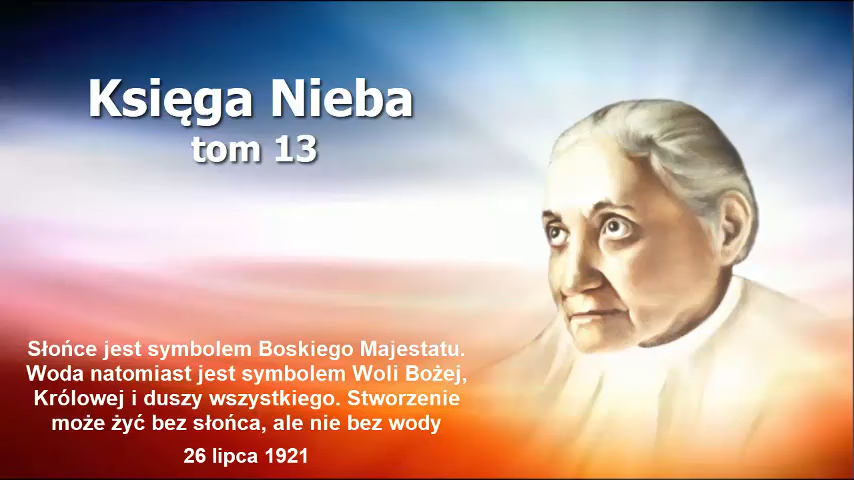 Księga Nieba
tom 13
Słońce jest symbolem Boskiego Majestatu.
Woda natomiast jest symbolem Woli Bożej,
Królowej i duszy wszystkiego. Stworzenie
może żyć bez słońca, ale nie bez wody
26 lipca 1921